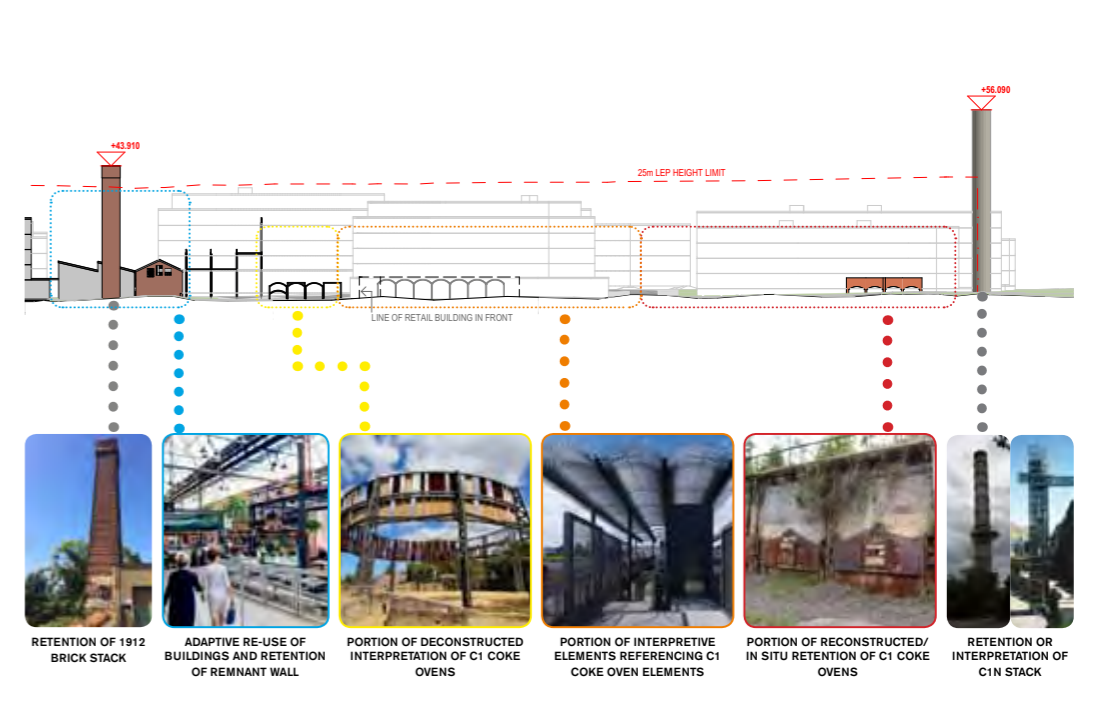 +56.090
+43.910
25m LEP HEIGHT LIMIT
LINE OF RETAIL BUILDING IN FRONT
RETENTION OF 1912
BRICK STACK
ADAPTIVE RE-USE OF
BUILDINGS AND RETENTION
OF REMNANT WALL
PORTION OF DECONSTRUCTED
INTERPRETATION OF C1 COKE
OVENS
PORTION OF INTERPRETIVE
ELEMENTS REFERENCING C1
COKE OVEN ELEMENTS
PORTION OF RECONSTRUCTED/
IN SITU RETENTION OF C1 COKE
OVENS
RETENTION OR
INTERPRETATION OF
C1N STACK